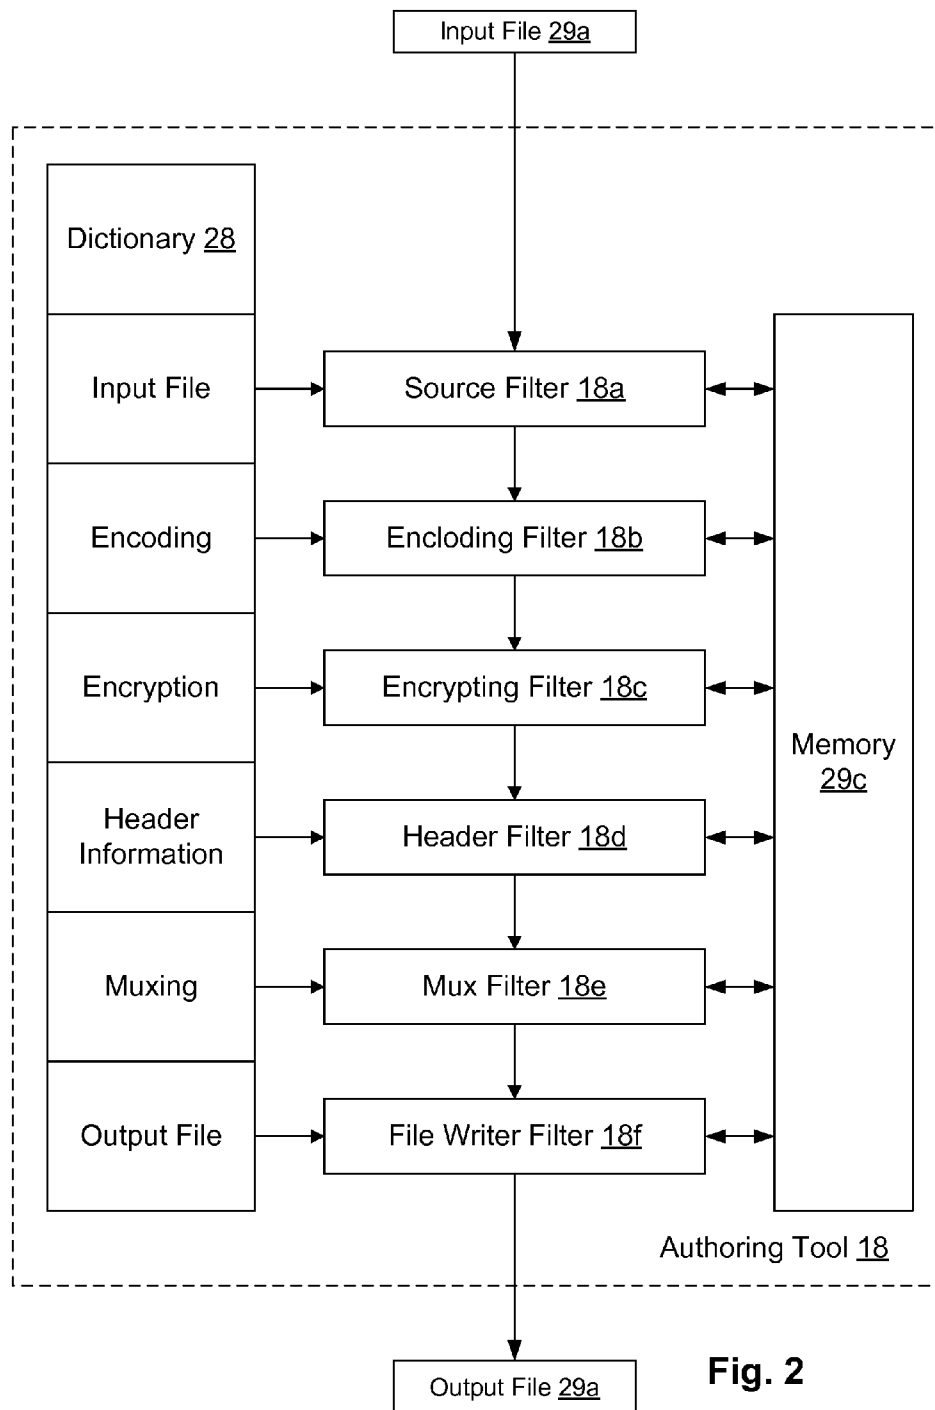 Input File 29a
Dictionary 28
Input File
Source Filter 18a
Encoding
Encloding Filter 18b
Encryption
Encrypting Filter 18c
Memory
29c
Header
Information
Header Filter 18d
Muxing
Mux Filter 18e
Output File
File Writer Filter 18f
Authoring Tool 18
Output File 29a
Fig. 2